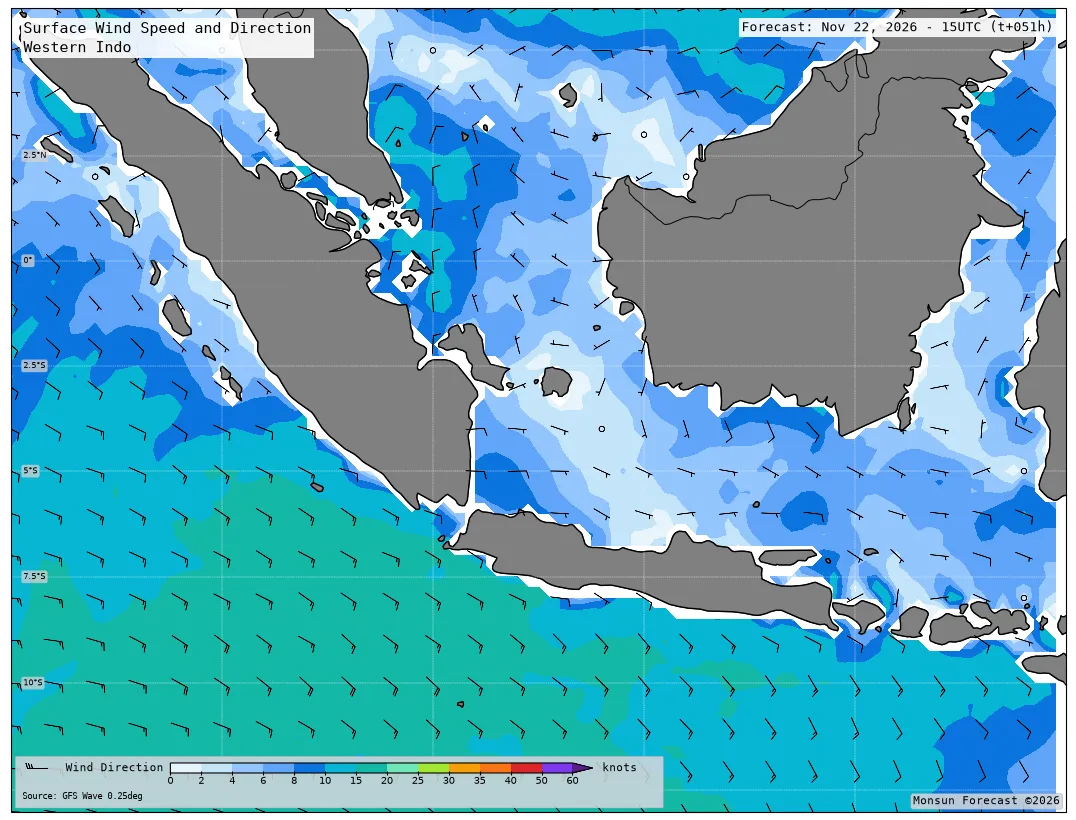 Surface Wind Speed and Direction
Western Indo
Forecast: Nov 22, 2026 - 15UTC (t+051h)
2.5°N
0°
2.5°S
5°S
7.5°S
10°S
Wind Direction
0 2 4 6 8 10 15 20 25 30 35 40 50 60
knots
Source: GFS Wave 0.25deg
Monsun Forecast ©2026